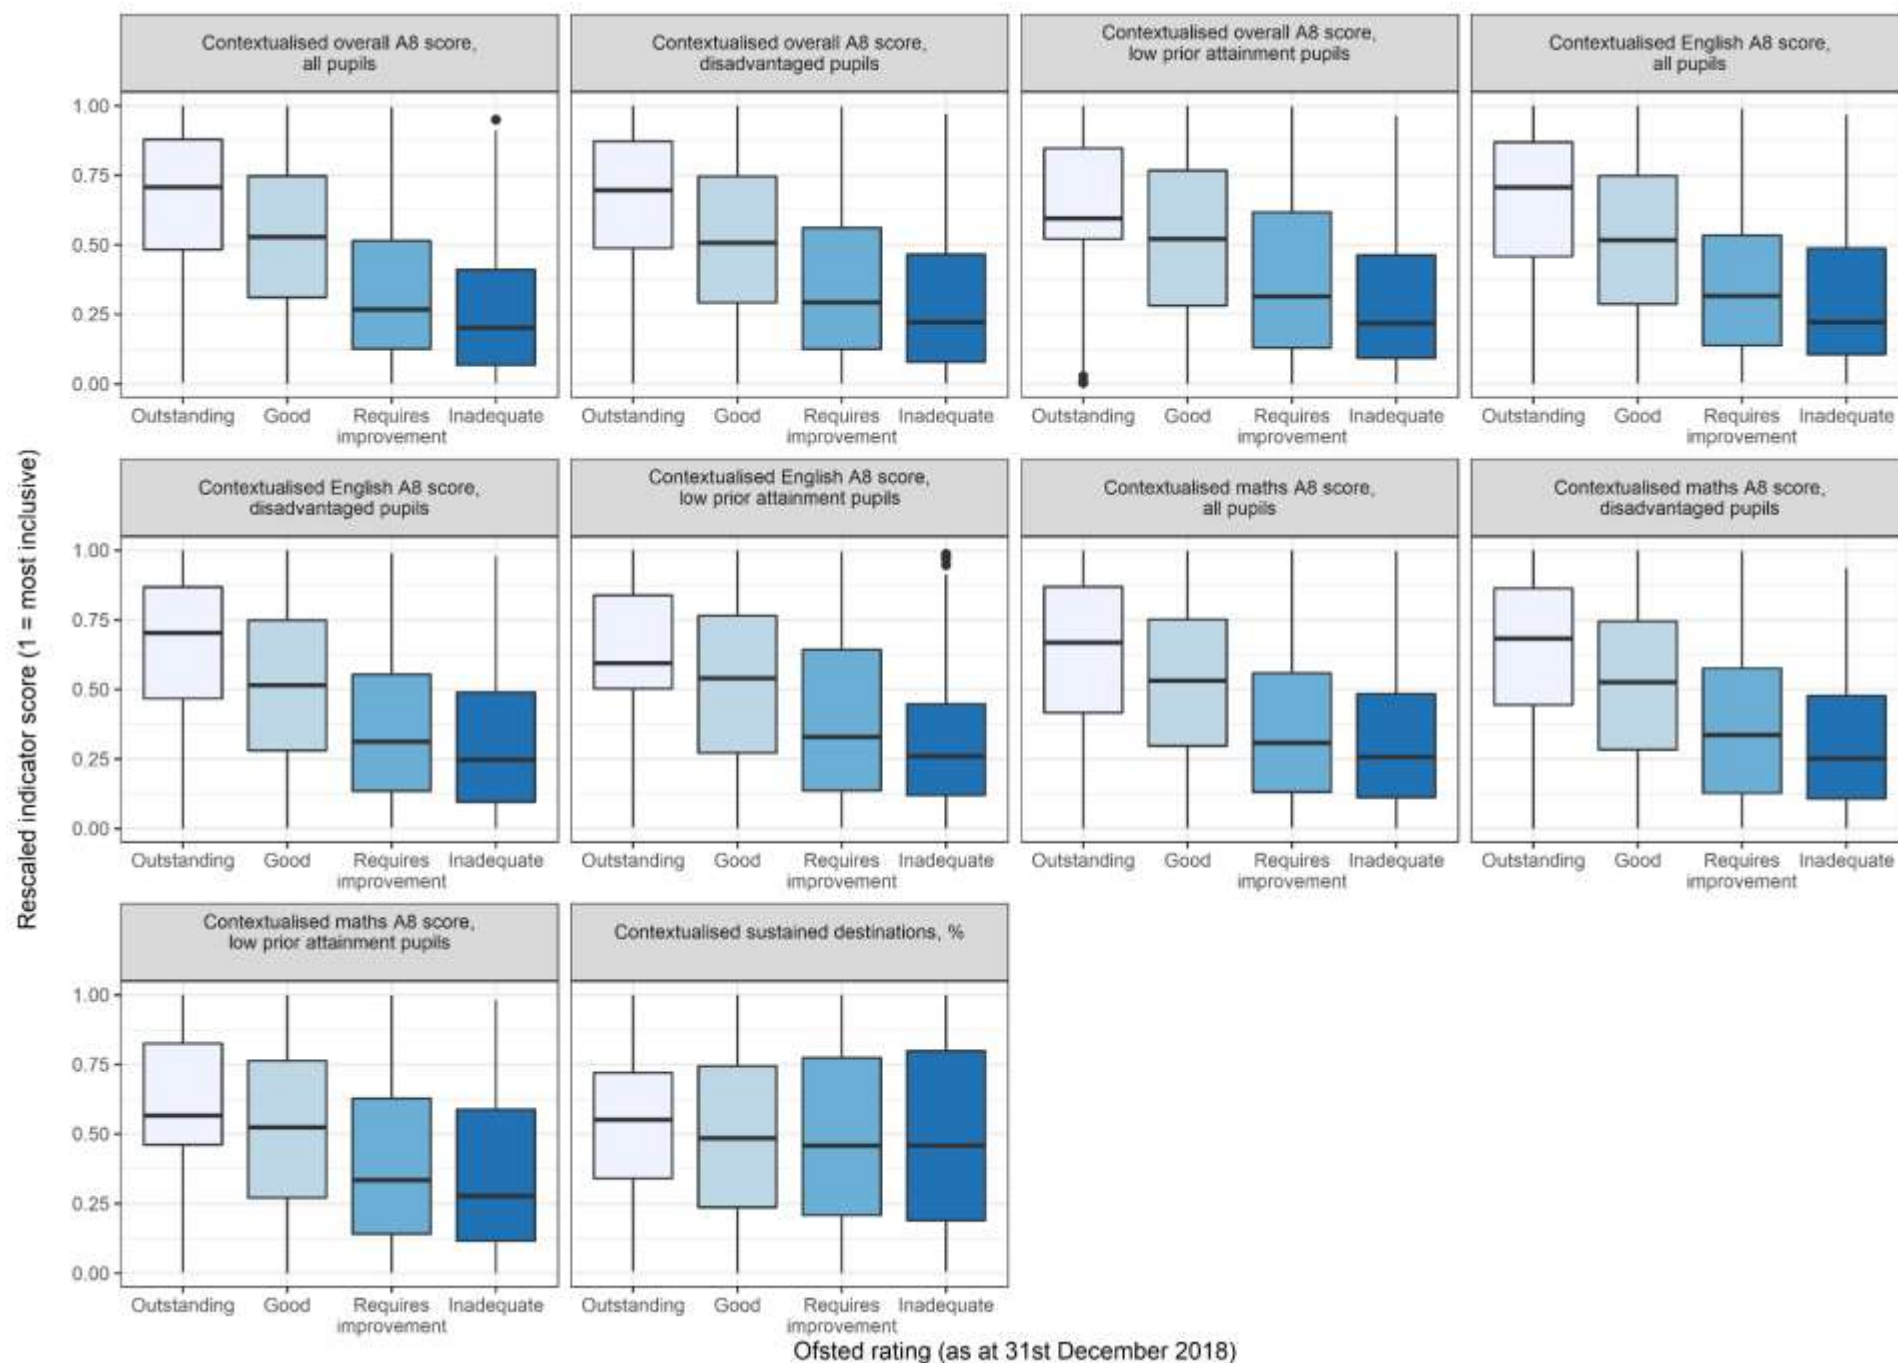 Contextualised overall A8 score,
all pupils
Contextualised overall A8 score,
disadvantaged pupils
Contextualised overall A8 score,
low prior attainment pupils
Contextualised English A8 score,
all pupils
1.00
0.75
0.50
0.25
0.00
Outstanding Good Requires improvement Inadequate
Outstanding Good Requires improvement Inadequate
Outstanding Good Requires improvement Inadequate
Outstanding Good Requires improvement Inadequate
Rescaled indicator score (1 = most inclusive)
Contextualised English A8 score,
disadvantaged pupils
Contextualised English A8 score,
low prior attainment pupils
Contextualised maths A8 score,
all pupils
Contextualised maths A8 score,
disadvantaged pupils
1.00
0.75
0.50
0.25
0.00
Outstanding Good Requires improvement Inadequate
Outstanding Good Requires improvement Inadequate
Outstanding Good Requires improvement Inadequate
Outstanding Good Requires improvement Inadequate
Contextualised maths A8 score,
low prior attainment pupils
Contextualised sustained destinations, %
1.00
0.75
0.50
0.25
0.00
Outstanding Good Requires improvement Inadequate
Outstanding Good Requires improvement Inadequate
Ofsted rating (as at 31st December 2018)